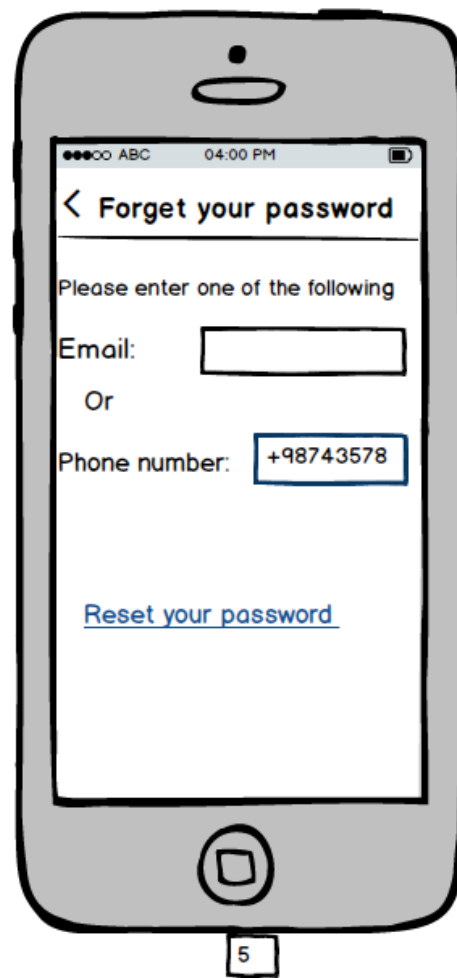 ABC 04:00 PM
< Forget your password
Please enter one of the following
Email:
Or
Phone number: +98743578
Reset your password
5